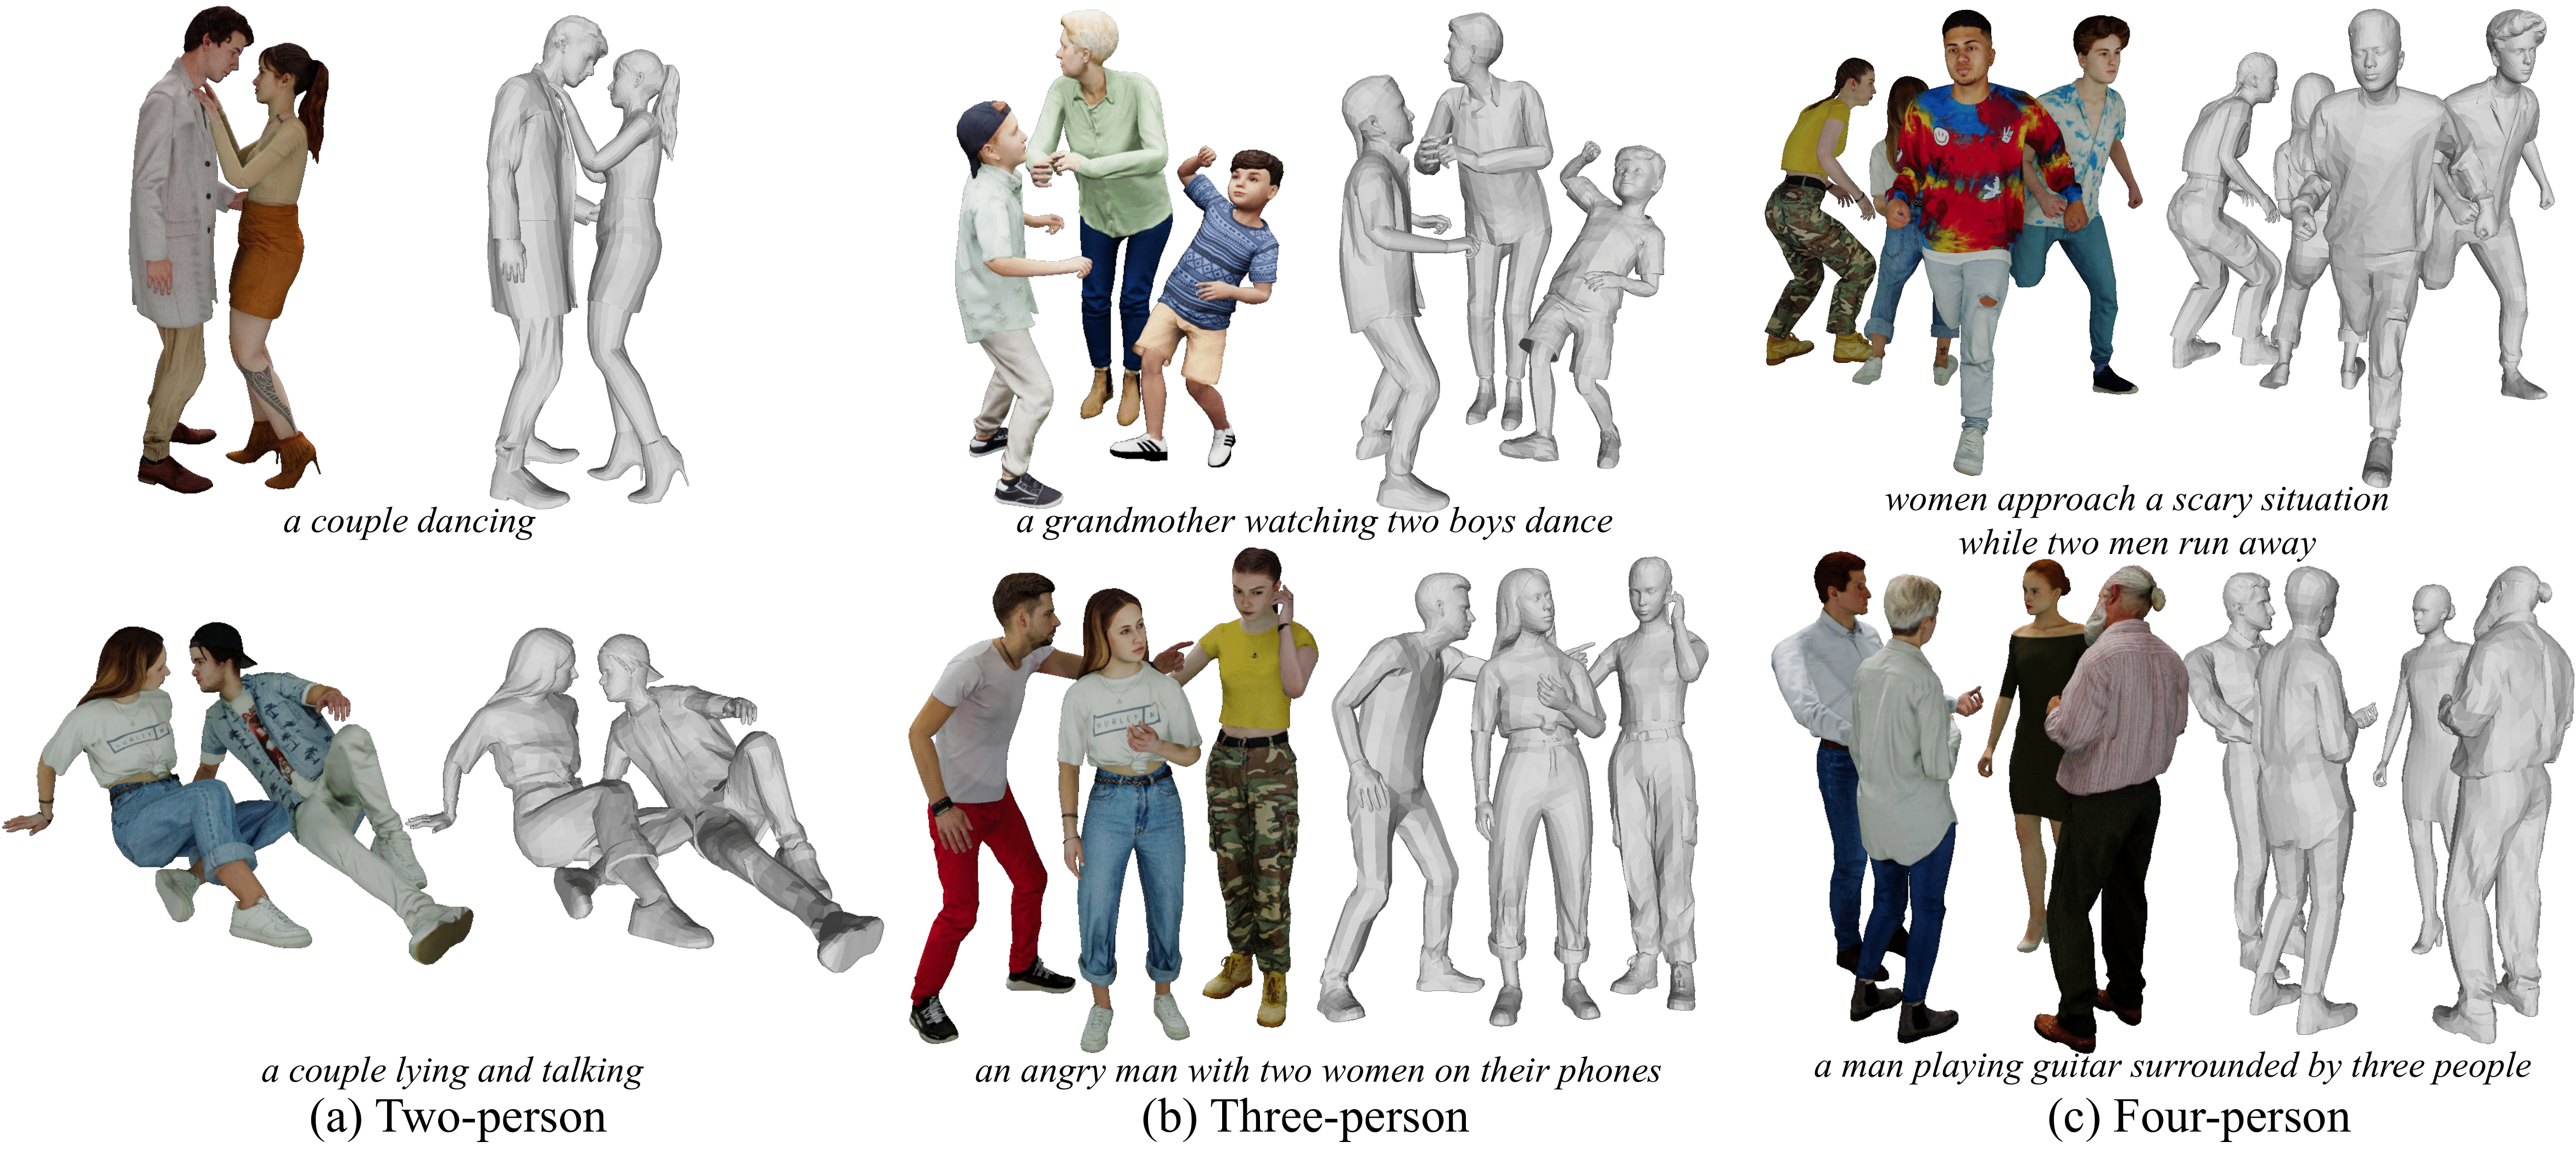 a couple dancing
a grandmother watching two boys dance
women approach a scary situation
while two men run away
HURLEY
HURLEY
a couple lying and talking
an angry man with two women on their phones
a man playing guitar surrounded by three people
(a) Two-person
(b) Three-person
(c) Four-person